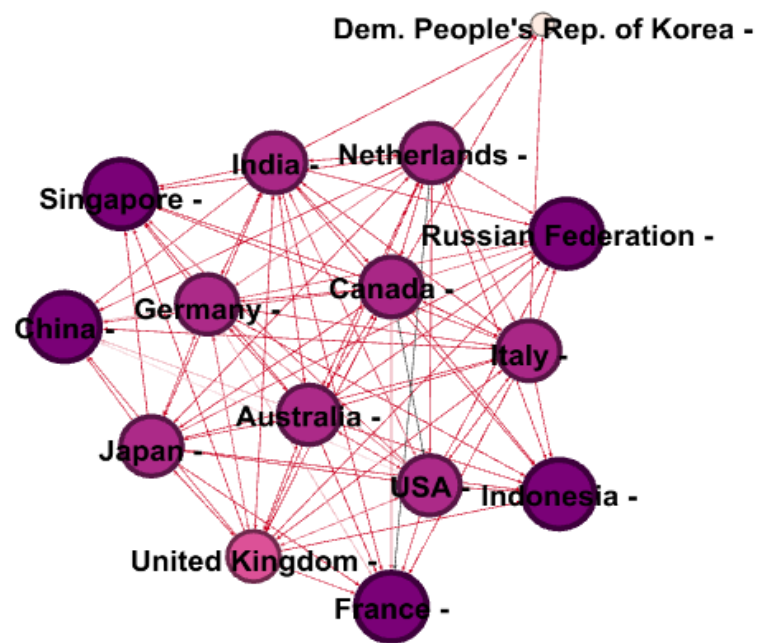 Dem. People's Rep. of Korea -
India -
Netherlands -
Singapore -
Russian Federation -
Canada -
Germany -
China -
Italy -
Australia -
Japan -
USA -
Indonesia -
United Kingdom -
France -